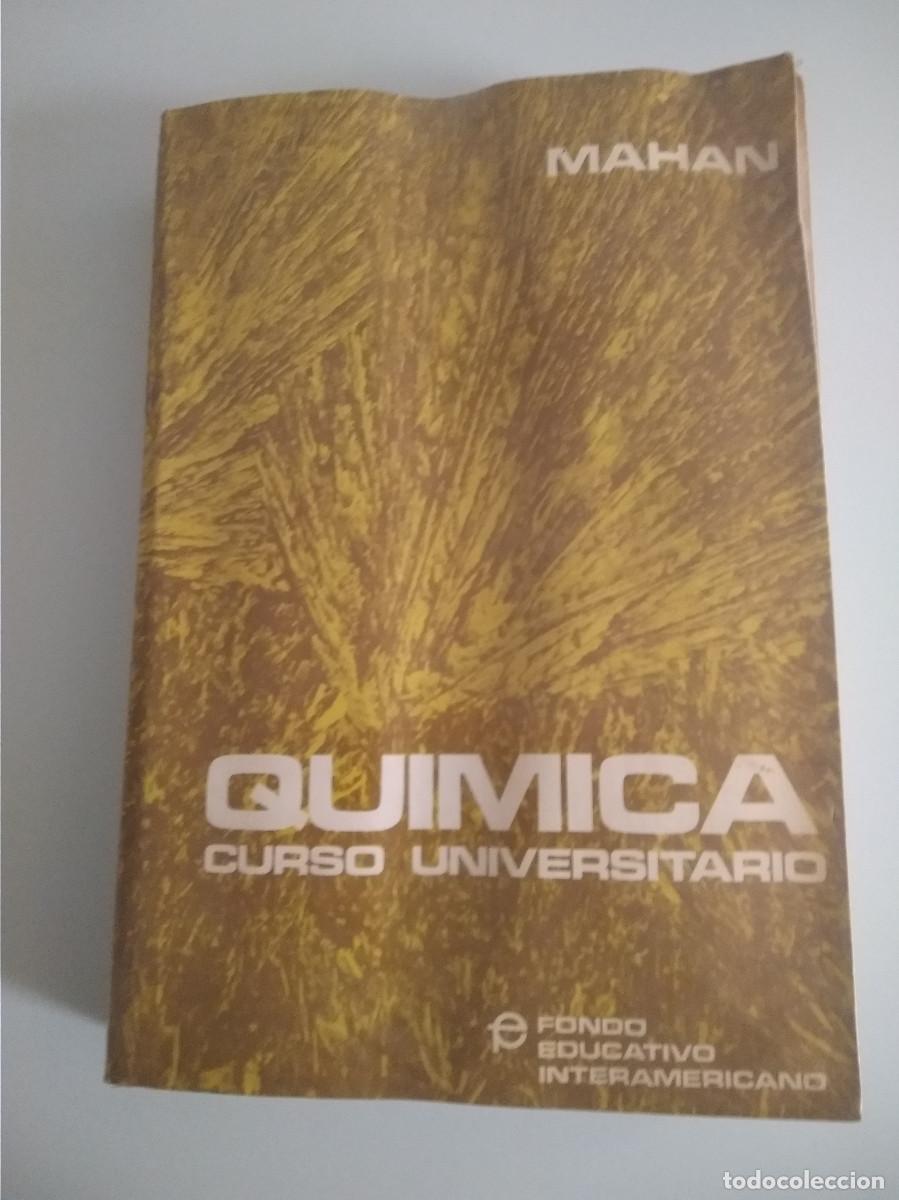 MAHAN
QUIMICA
CURSO UNIVERSITARIO
FONDO
EDUCATIVO
INTERAMERICANO
todocoleccion